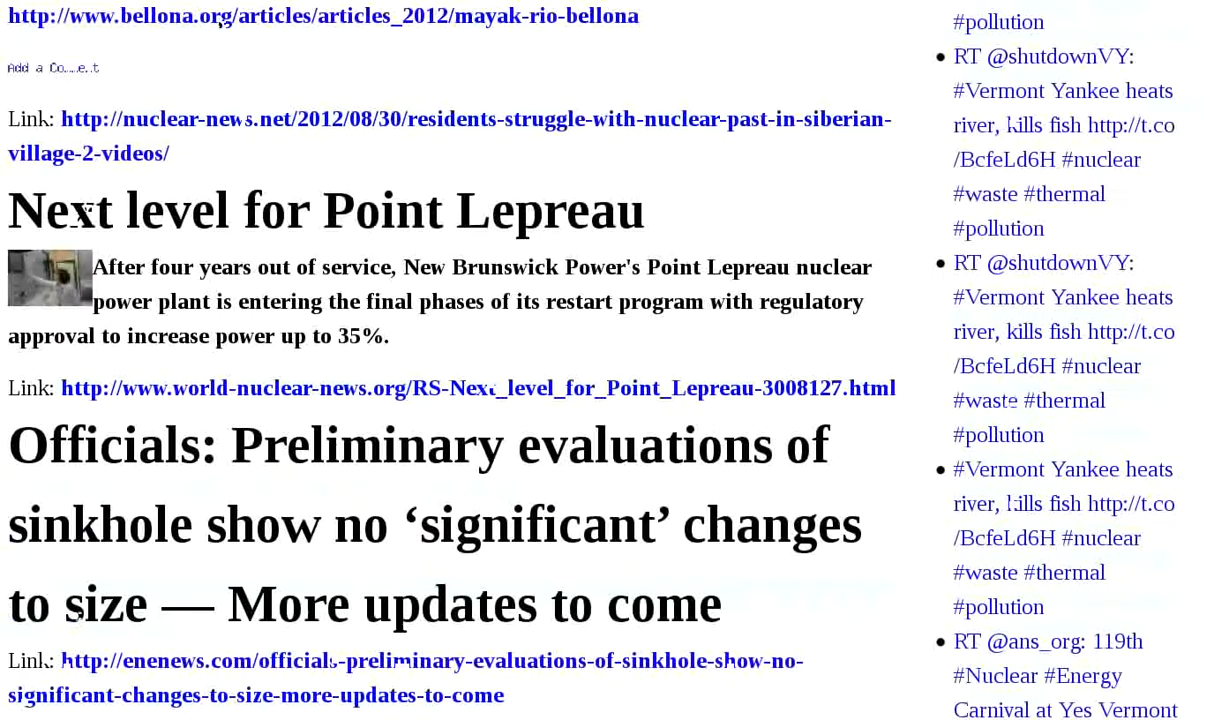 http://www.bellona.org/articles/articles_2012/mayak-rio-bellona
Add a
Link: http://nuclear-news.net/2012/08/30/residents-struggle-with-nuclear-past-in-siberian-
village-2-videos/
Next level for Point Lepreau
After four years out of service, New Brunswick Power's Point Lepreau nuclear
power plant is entering the final phases of its restart program with regulatory
approval to increase power up to 35%.
Link: http://www.world-nuclear-news.org/RS-Next_level_for_Point_Lepreau-3008127.html
Officials: Preliminary evaluations of
sinkhole show no ‘significant’ changes
to size — More updates to come
Link: http://enenews.com/officials-preliminary-evaluations-of-sinkhole-show-no-
significant-changes-to-size-more-updates-to-come
#pollution
RT @shutdownVY:
#Vermont Yankee heats
river, kills fish http://t.co
/BcfeLd6H #nuclear
#waste #thermal
#pollution
RT @shutdownVY:
#Vermont Yankee heats
river, kills fish http://t.co
/BcfeLd6H #nuclear
#waste #thermal
#pollution
#Vermont Yankee heats
river, kills fish http://t.co
/BcfeLd6H #nuclear
#waste #thermal
#pollution
RT @ans_org: 119th
#Nuclear #Energy
Carnival at Yes Vermont